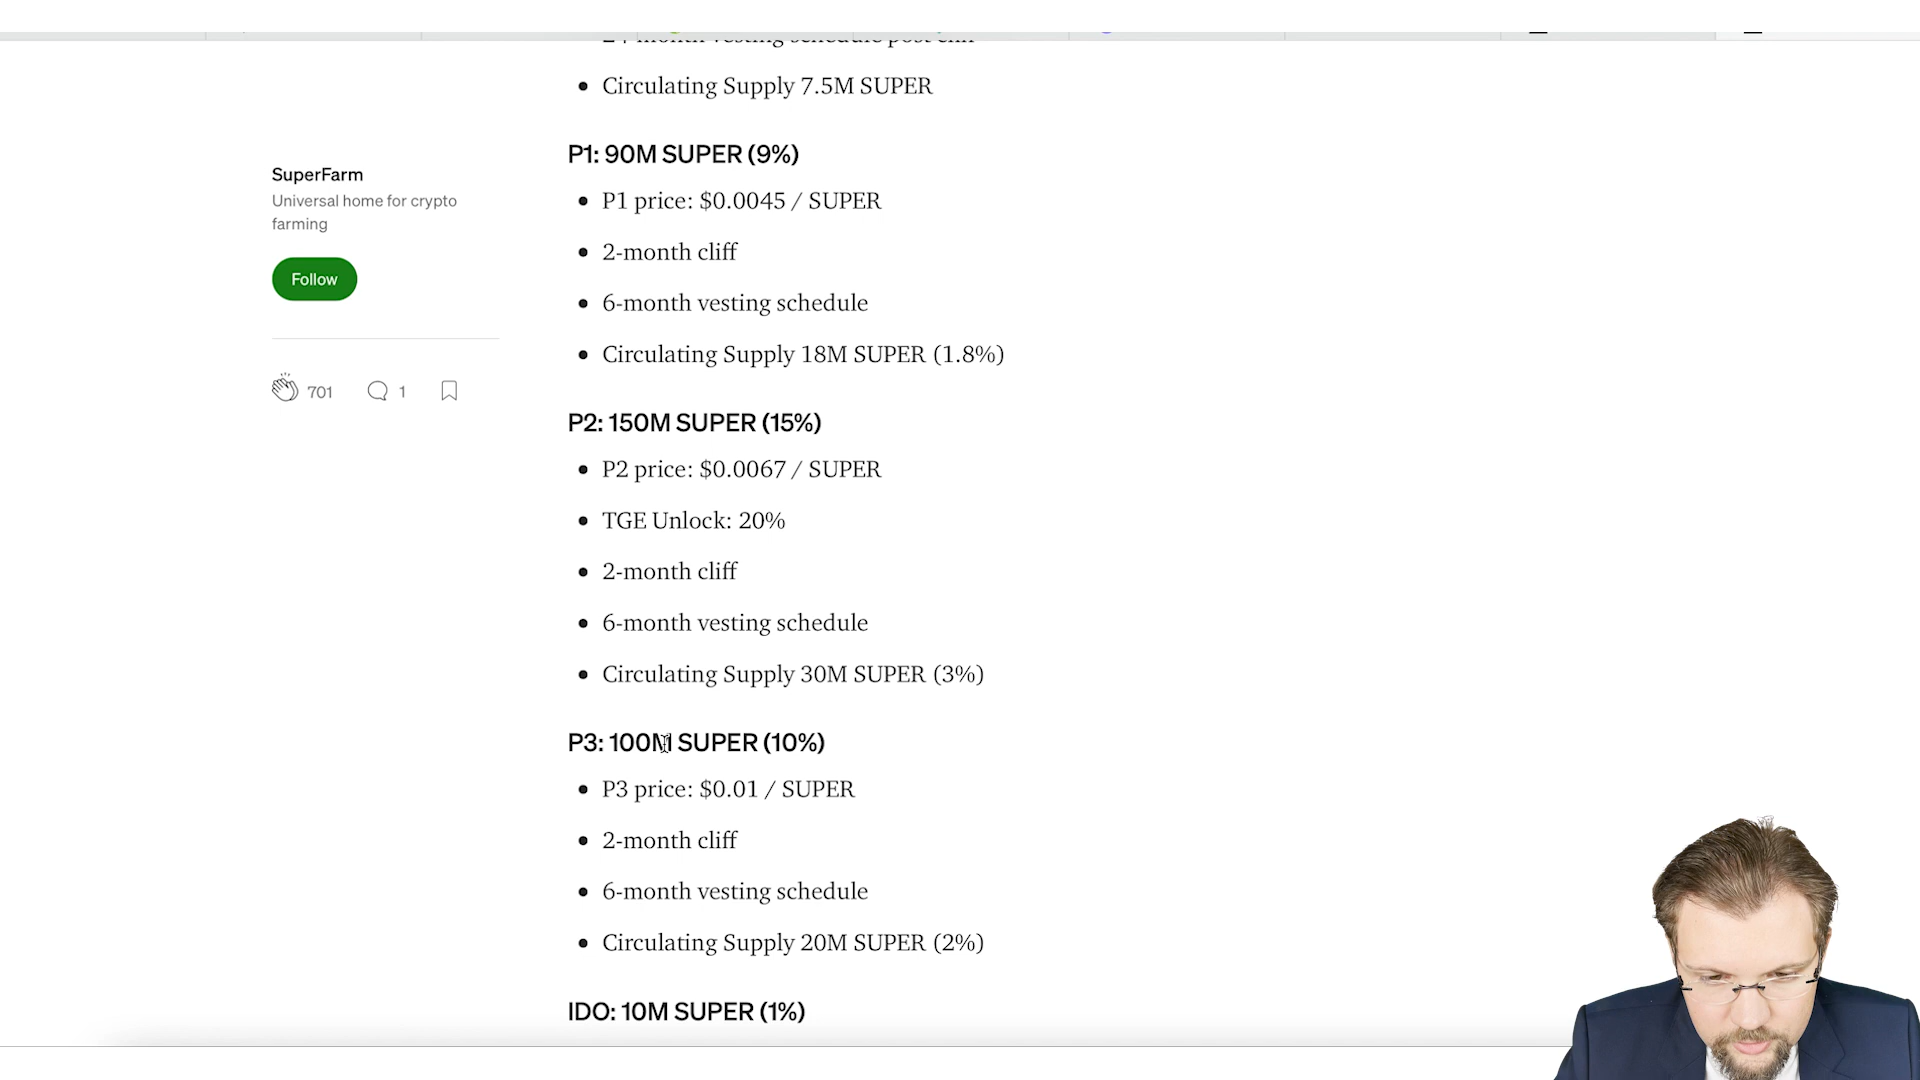 Circulating Supply 7.5M SUPER
P1: 90M SUPER (9%)
SuperFarm
Universal home for crypto
farming
P1 price: $0.0045 / SUPER
2-month cliff
Follow
6-month vesting schedule
Circulating Supply 18M SUPER (1.8%)
701 1
P2: 150M SUPER (15%)
P2 price: $0.0067 / SUPER
TGE Unlock: 20%
2-month cliff
6-month vesting schedule
Circulating Supply 30M SUPER (3%)
P3: 100M SUPER (10%)
P3 price: $0.01 / SUPER
2-month cliff
6-month vesting schedule
Circulating Supply 20M SUPER (2%)
IDO: 10M SUPER (1%)